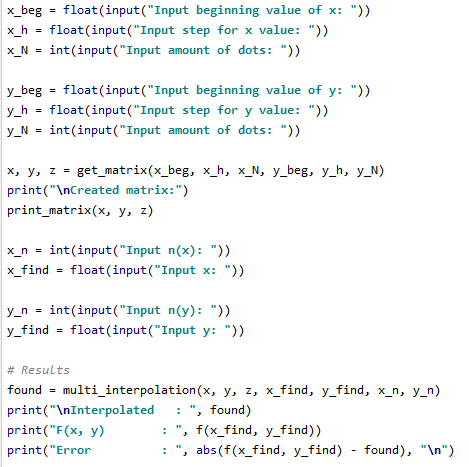 x_beg = float(input("Input beginning value of x: "))
x_h = float(input("Input step for x value: "))
x_N = int(input("Input amount of dots: "))

y_beg = float(input("Input beginning value of y: "))
y_h = float(input("Input step for y value: "))
y_N = int(input("Input amount of dots: "))

x, y, z = get_matrix(x_beg, x_h, x_N, y_beg, y_h, y_N)
print("\nCreated matrix:")
print_matrix(x, y, z)

x_n = int(input("Input n(x): "))
x_find = float(input("Input x: "))

y_n = int(input("Input n(y): "))
y_find = float(input("Input y: "))

# Results
found = multi_interpolation(x, y, z, x_find, y_find, x_n, y_n)
print("\nInterpolated   : ", found)
print("F(x, y)        : ", f(x_find, y_find))
print("Error          : ", abs(f(x_find, y_find) - found), "\n")